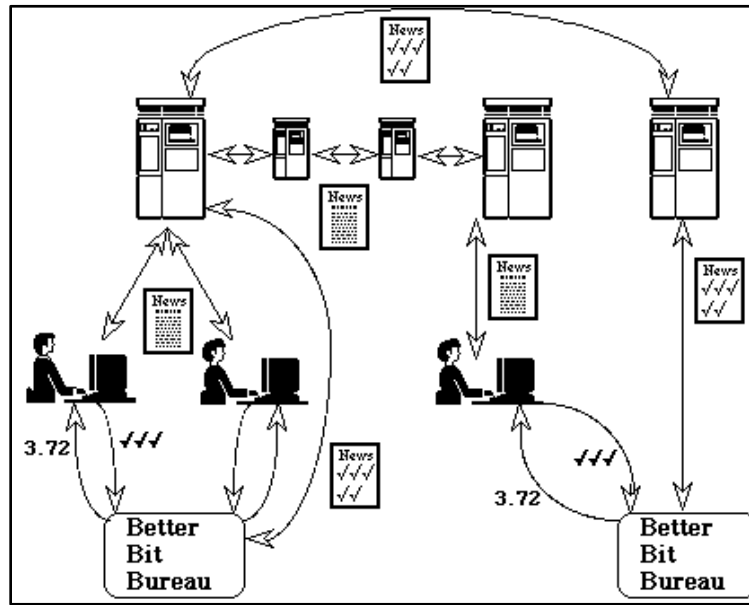 News
✓✓✓
✓✓
News
News
News
News
✓✓✓
✓✓
3.72
✓✓✓
News
✓✓✓
✓✓
3.72
✓✓✓
Better
Bit
Bureau
Better
Bit
Bureau